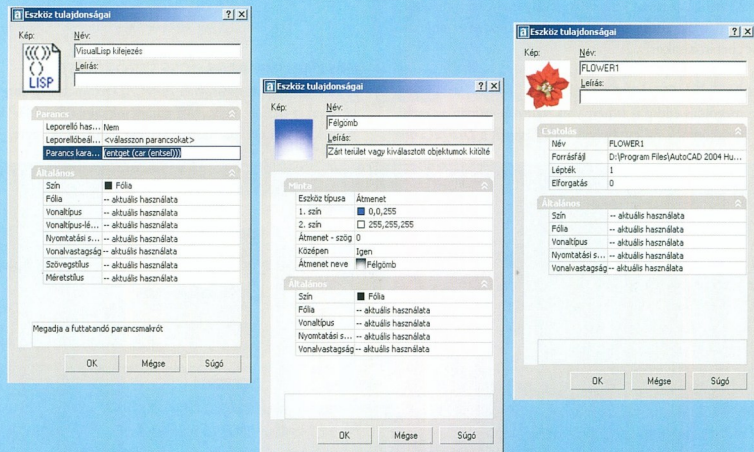 Eszköz tulajdonságai
Kép:
Név:
VisualLisp kifejezés
Leírás:
LISP
Parancs
Leporelló has... Nem
Leporellóbeál... <válasszon parancsokat>
Parancs kara... (entget (car (entsel)))
Általános
Szín Fólia
Fólia -- aktuális használata
Vonaltípus -- aktuális használata
Vonaltípus-lé... -- aktuális használata
Nyomtatási s... -- aktuális használata
Vonalvastagság -- aktuális használata
Szövegstílus -- aktuális használata
Méretstílus -- aktuális használata
Megadja a futtatandó parancsmakrót
OK Mégse Súgó
Eszköz tulajdonságai
Kép:
Név:
Félgömb
Leírás:
Zárt terület vagy kiválasztott objektumok kitölté
Minta
Eszköz típusa Átmenet
1. szín 0,0,255
2. szín 255,255,255
Átmenet - szög 0
Középen Igen
Átmenet neve Félgömb
Általános
Szín Fólia
Fólia -- aktuális használata
Vonaltípus -- aktuális használata
Nyomtatási s... -- aktuális használata
Vonalvastagság -- aktuális használata
OK Mégse Súgó
Eszköz tulajdonságai
Kép:
Név:
FLOWER1
Leírás:
Csatolás
Név FLOWER1
Forrásfájl D:\Program Files\AutoCAD 2004 Hu...
Lépték 1
Elforgatás 0
Általános
Szín -- aktuális használata
Fólia -- aktuális használata
Vonaltípus -- aktuális használata
Nyomtatási s... -- aktuális használata
Vonalvastagság -- aktuális használata
OK Mégse Súgó